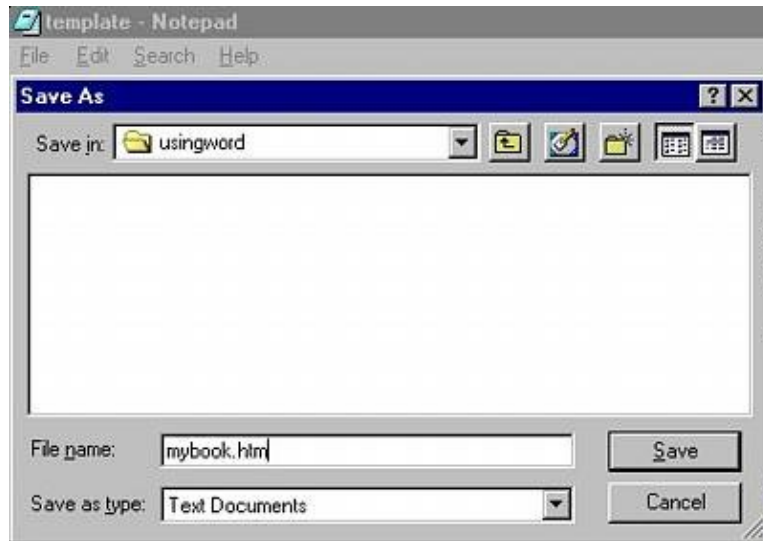 template - Notepad
File Edit Search Help
Save As
Save in: usingword
File name: mybook.htm
Save
Save as type: Text Documents
Cancel